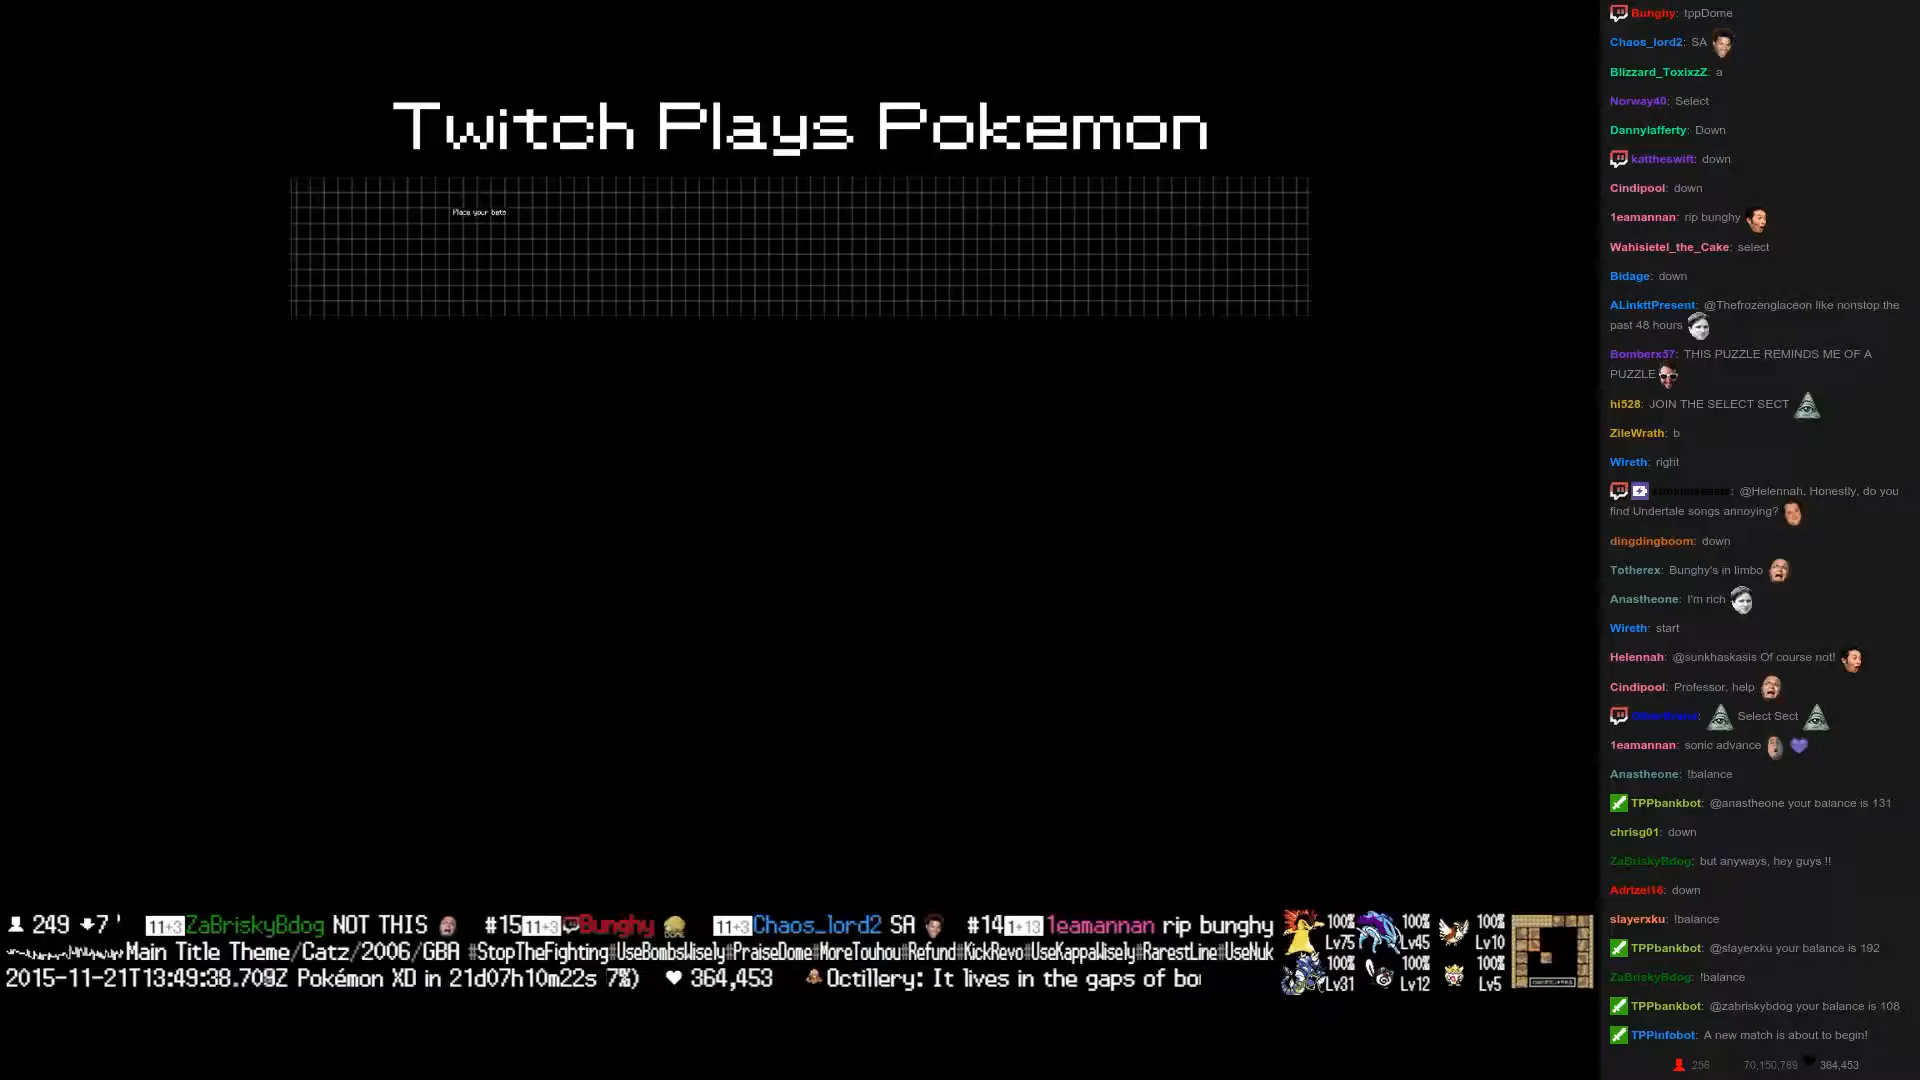 Twitch Plays Pokemon
Place your bets
249 7
11+3 ZaBriskyBdog NOT THIS #15 11+3 Bunghy 11+3 Chaos_lord2 SA #14 1+13 1eamannan rip bunghy
Main Title Theme/Catz/2006/GBA #StopTheFighting#UseBombsWisely#PraiseDome#MoreTouhou#Refund#KickRevo#UseKappaWisely#RarestLine#UseNuk
2015-11-21T13:49:38.709Z Pokémon XD in 21d07h10m22s 7%) 364,453 Octillery: It lives in the gaps of bo
100% 100% 100%
Lv75 Lv45 Lv10
100% 100% 100%
Lv31 Lv12 Lv5
Bunghy: tppDome
Chaos_lord2: SA
Blizzard_ToxixzZ: a
Norway40: Select
Dannylafferty: Down
kattheswift: down
Cindipool: down
1eamannan: rip bunghy
Wahisietel_the_Cake: select
Bidage: down
ALinkttPresent: @Thefrozenglaceon like nonstop the
past 48 hours
Bomberx57: THIS PUZZLE REMINDS ME OF A
PUZZLE
hi528: JOIN THE SELECT SECT
ZileWrath: b
Wireth: right
: @Helennah, Honestly, do you
find Undertale songs annoying?
dingdingboom: down
Totherex: Bunghy's in limbo
Anastheone: I'm rich
Wireth: start
Helennah: @sunkhaskasis Of course not!
Cindipool: Professor, help
: Select Sect
1eamannan: sonic advance
Anastheone: !balance
TPPbankbot: @anastheone your balance is 131
chrisg01: down
ZaBriskyBdog: but anyways, hey guys !!
Adrizel16: down
slayerxku: !balance
TPPbankbot: @slayerxku your balance is 192
ZaBriskyBdog: !balance
TPPbankbot: @zabriskybdog your balance is 108
TPPinfobot: A new match is about to begin!
256 70,150,789 364,453